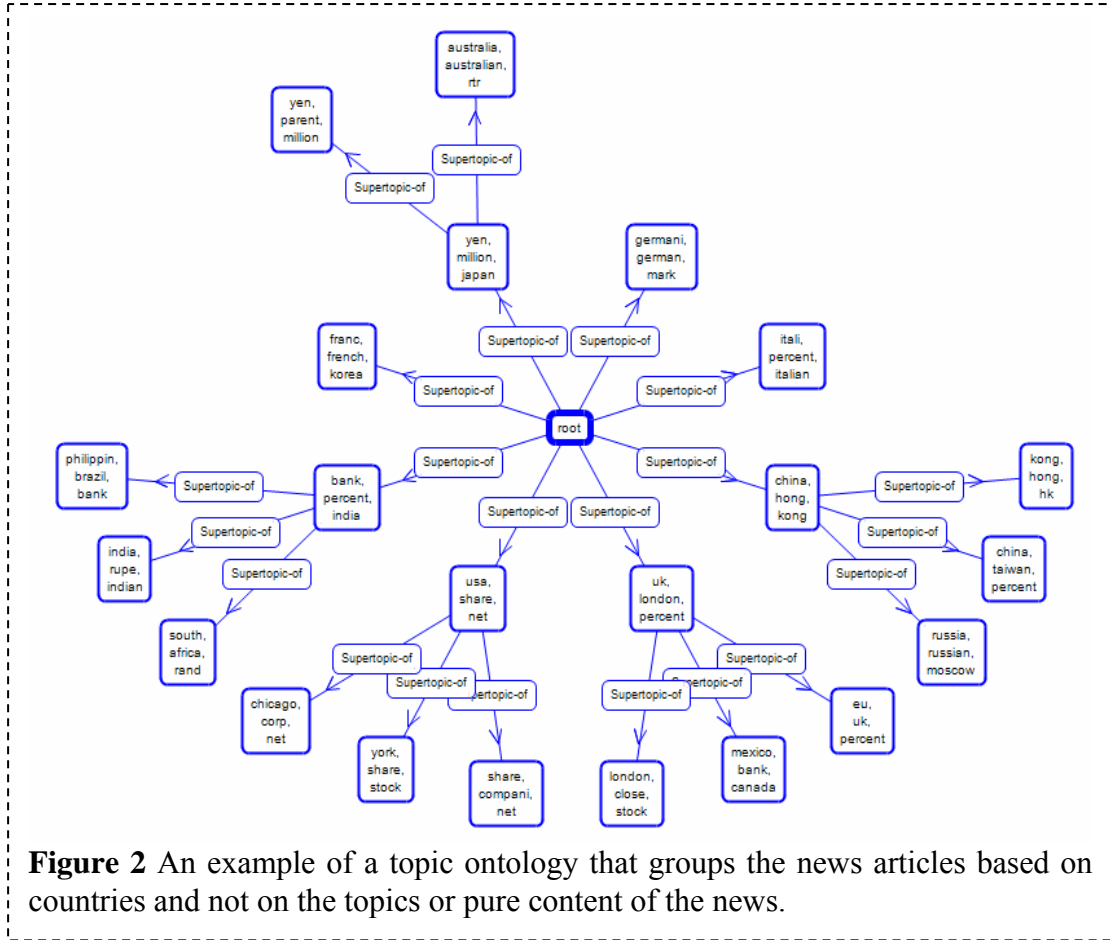 australia,
australian,
rtr
yen,
parent,
million
Supertopic-of
Supertopic-of
yen,
million,
japan
germani,
german,
mark
Supertopic-of
Supertopic-of
franc,
french,
korea
itali,
percent,
italian
Supertopic-of
Supertopic-of
root
Supertopic-of
Supertopic-of
philippin,
brazil,
bank
Supertopic-of
bank,
percent,
india
china,
hong,
kong
Supertopic-of
kong,
hong,
hk
Supertopic-of
Supertopic-of
Supertopic-of
Supertopic-of
india,
rupe,
indian
Supertopic-of
Supertopic-of
china,
taiwan,
percent
south,
africa,
rand
usa,
share,
net
uk,
london,
percent
russia,
russian,
moscow
Supertopic-of
Supertopic-of
Supertopic-of
Supertopic-of
Supertopic-of
Supertopic-of
chicago,
corp,
net
york,
share,
stock
share,
compani,
net
london,
close,
stock
mexico,
bank,
canada
eu,
uk,
percent
Figure 2 An example of a topic ontology that groups the news articles based on
countries and not on the topics or pure content of the news.